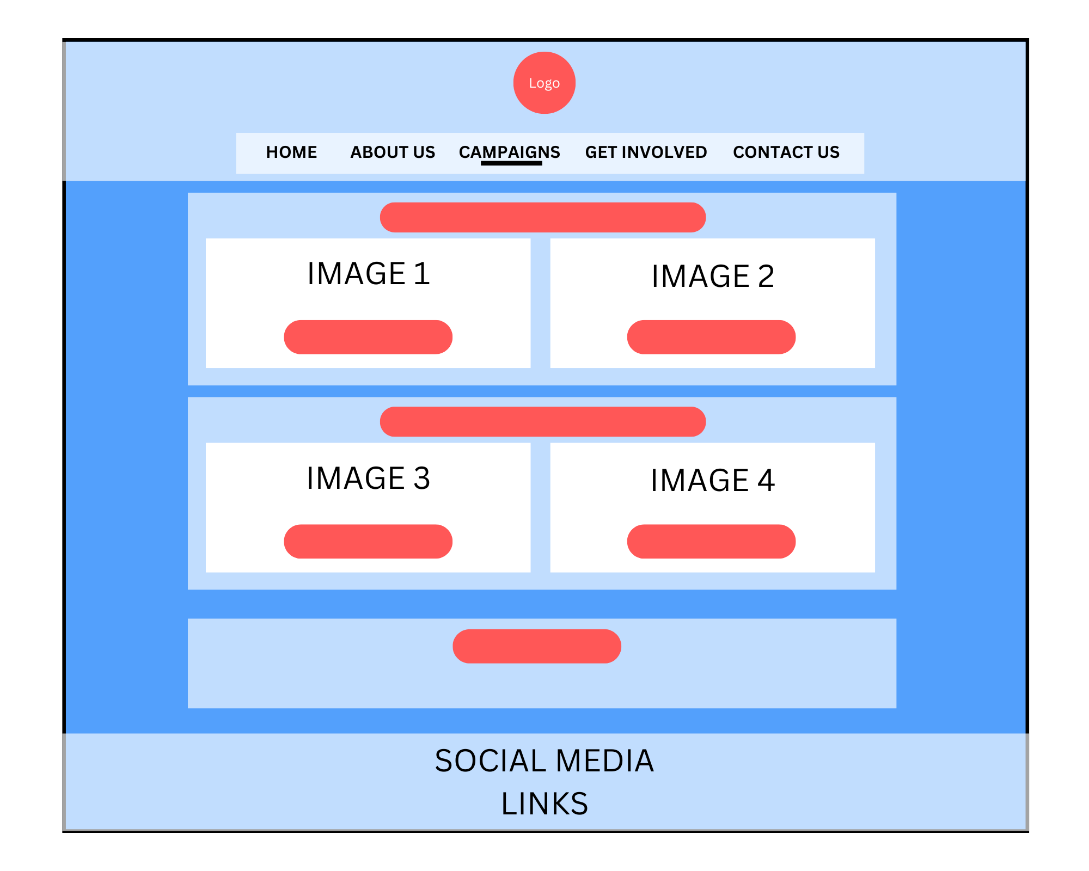 Logo
HOME ABOUT US CAMPAIGNS GET INVOLVED CONTACT US
IMAGE 1 IMAGE 2
IMAGE 3 IMAGE 4
SOCIAL MEDIA
LINKS